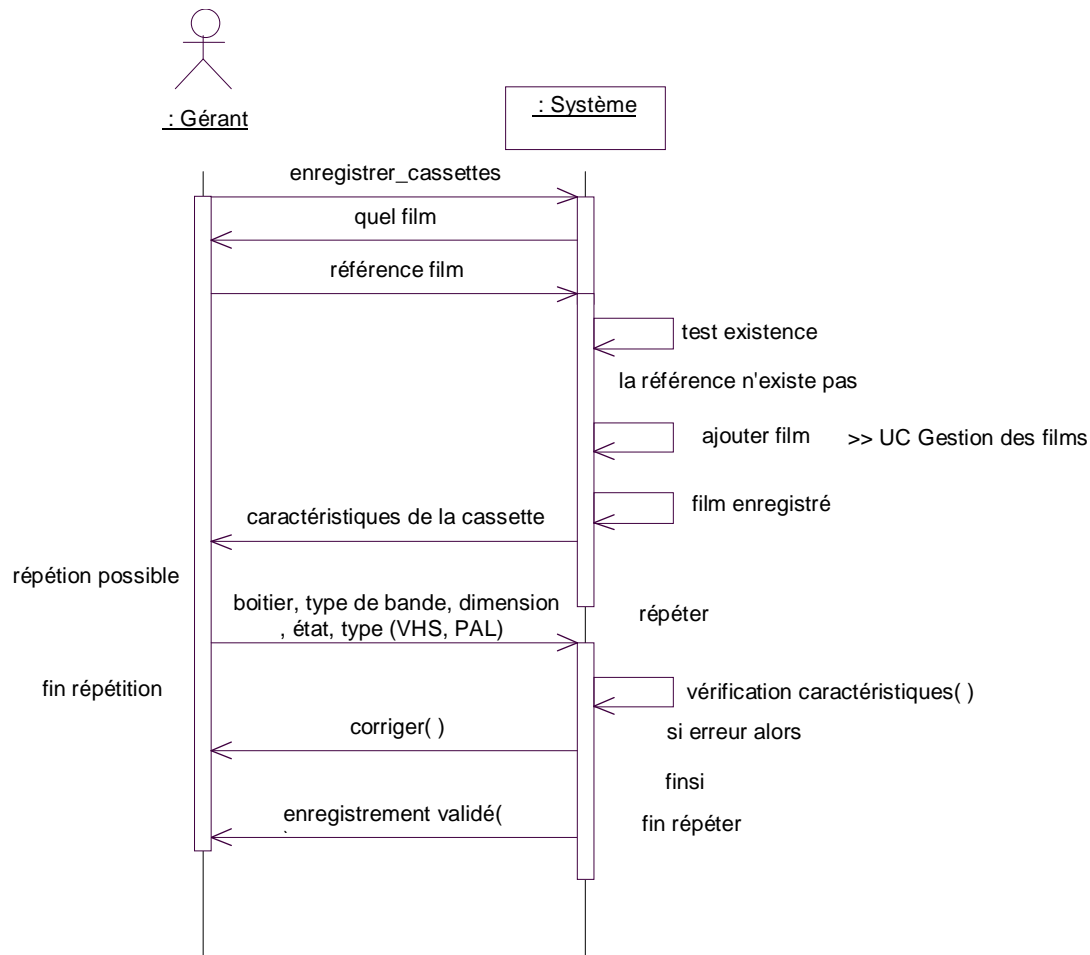 : Gérant
: Système
enregistrer_cassettes
quel film
référence film
test existence
la référence n'existe pas
ajouter film >> UC Gestion des films
film enregistré
caractéristiques de la cassette
répétion possible
boitier, type de bande, dimension
, état, type (VHS, PAL)
répéter
fin répétition
vérification caractéristiques( )
corriger( )
si erreur alors
finsi
enregistrement validé(
fin répéter